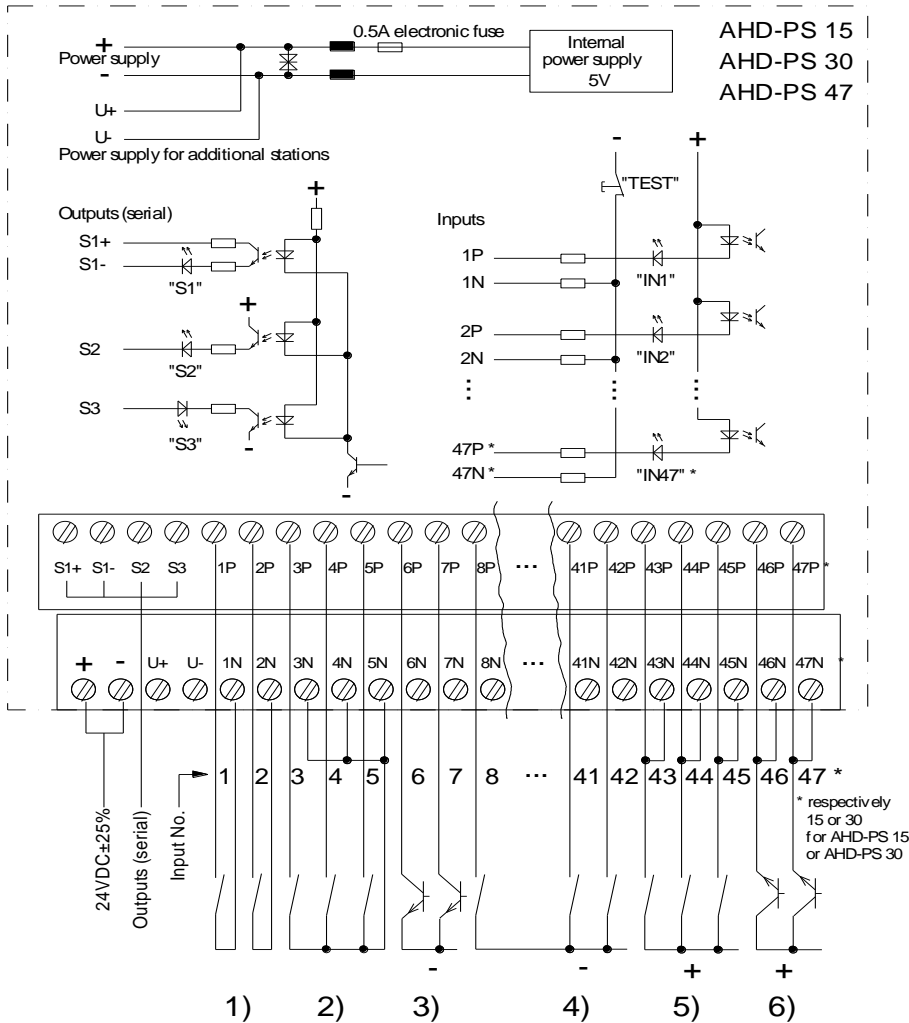 AHD-PS 15
AHD-PS 30
AHD-PS 47
+
Power supply
-
0.5A electronic fuse
Internal
power supply
5V
U+
U-
Power supply for additional stations
Outputs (serial)
+
S1+
S1-
"S1"
+
S2
"S2"
S3
"S3"
-
-
Inputs
-
+
"TEST"
1P
1N
"IN1"
2P
2N
"IN2"
⋮ ⋮ ⋮
47P *
47N *
"IN47" *
S1+ S1- S2 S3 1P 2P 3P 4P 5P 6P 7P 8P ... 41P 42P 43P 44P 45P 46P 47P *
+ - U+ U- 1N 2N 3N 4N 5N 6N 7N 8N ... 41N 42N 43N 44N 45N 46N 47N *
24VDC±25%
Outputs (serial)
Input No.
1 2 3 4 5 6 7 8 ... 41 42 43 44 45 46 47 *
* respectively
15 or 30
for AHD-PS 15
or AHD-PS 30
- - + +
1) 2) 3) 4) 5) 6)